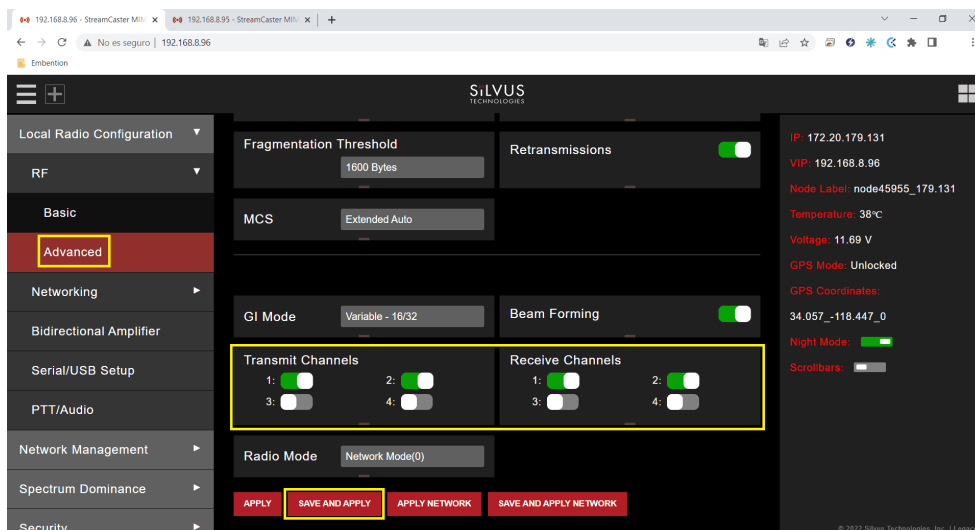 192.168.8.96 - StreamCaster MIM
192.168.8.95 - StreamCaster MIM
No es seguro | 192.168.8.96
Embention
SiLVUS
TECHNOLOGIES
Local Radio Configuration
RF
Basic
Advanced
Networking
Bidirectional Amplifier
Serial/USB Setup
PTT/Audio
Network Management
Spectrum Dominance
Security
Fragmentation Threshold
1600 Bytes
Retransmissions
MCS
Extended Auto
GI Mode
Variable - 16/32
Beam Forming
Transmit Channels
1: 2:
3: 4:
Receive Channels
1: 2:
3: 4:
Radio Mode
Network Mode(0)
APPLY
SAVE AND APPLY
APPLY NETWORK
SAVE AND APPLY NETWORK
IP: 172.20.179.131
VIP: 192.168.8.96
Node Label: node45955_179.131
Temperature: 38°C
Voltage: 11.69 V
GPS Mode: Unlocked
GPS Coordinates:
34.057_-118.447_0
Night Mode:
Scrollbars:
© 2022 Silvus Technologies, Inc. | Legal